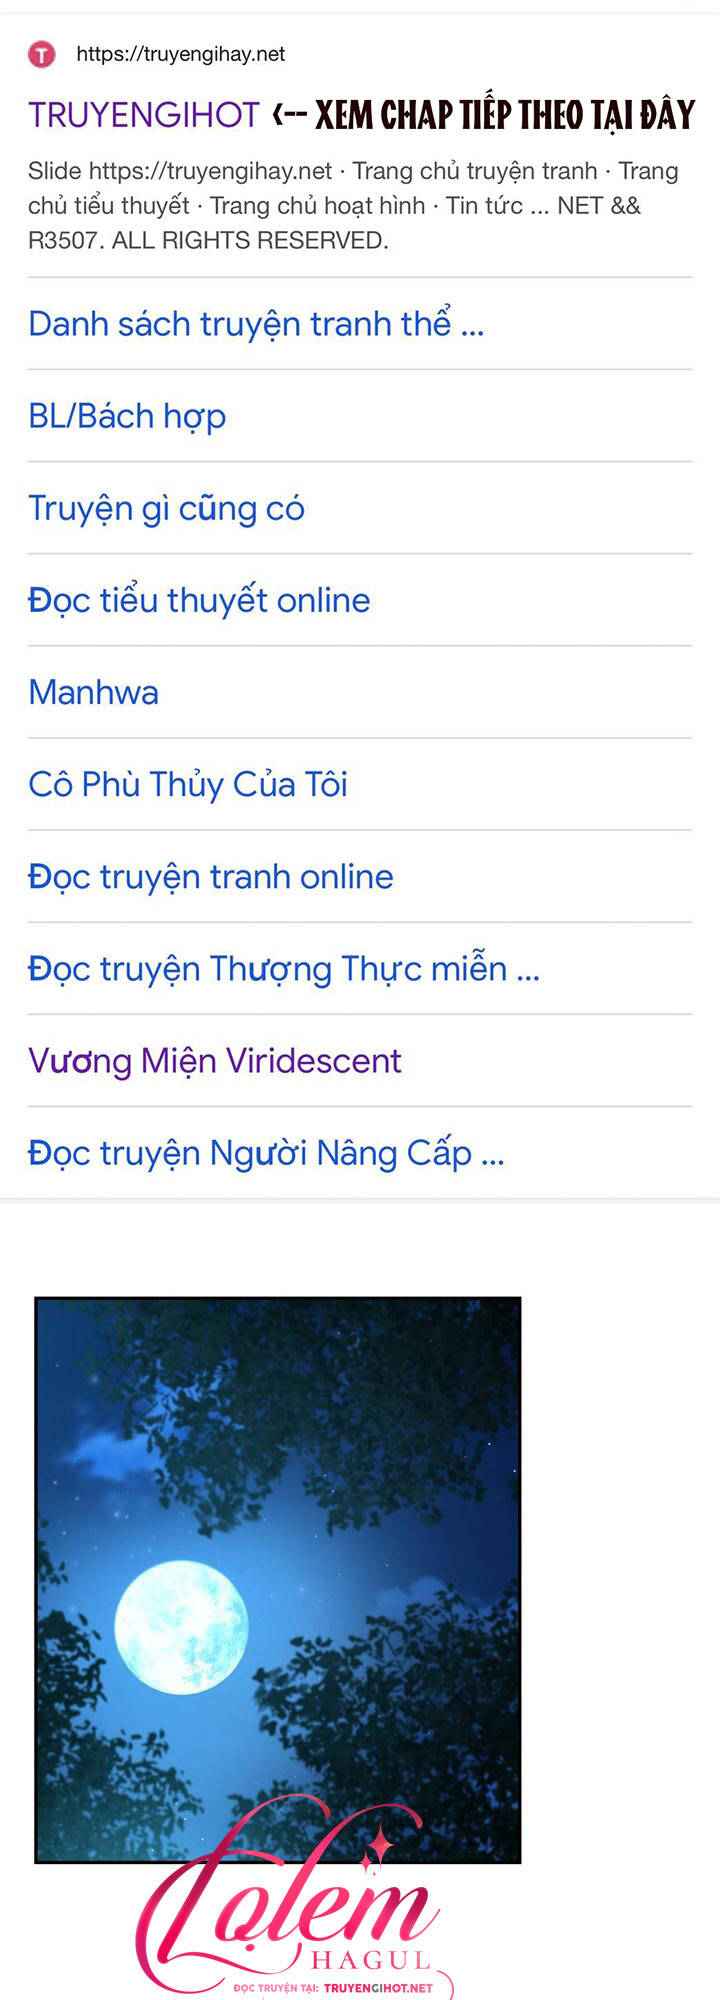 T
https://truyengihay.net
TRUYENGIHOT <-- XEM CHAP TIẾP THEO TẠI ĐÂY
Slide https://truyengihay.net · Trang chủ truyện tranh · Trang
chủ tiểu thuyết · Trang chủ hoạt hình · Tin tức ... NET &&
R3507. ALL RIGHTS RESERVED.
Danh sách truyện tranh thể ...
BL/Bách hợp
Truyện gì cũng có
Đọc tiểu thuyết online
Manhwa
Cô Phù Thủy Của Tôi
Đọc truyện tranh online
Đọc truyện Thượng Thực miễn ...
Vương Miện Viridescent
Đọc truyện Người Nâng Cấp ...
Lọlem
HAGUL
ĐỌC TRUYỆN TẠI: TRUYENGIHOT.NET